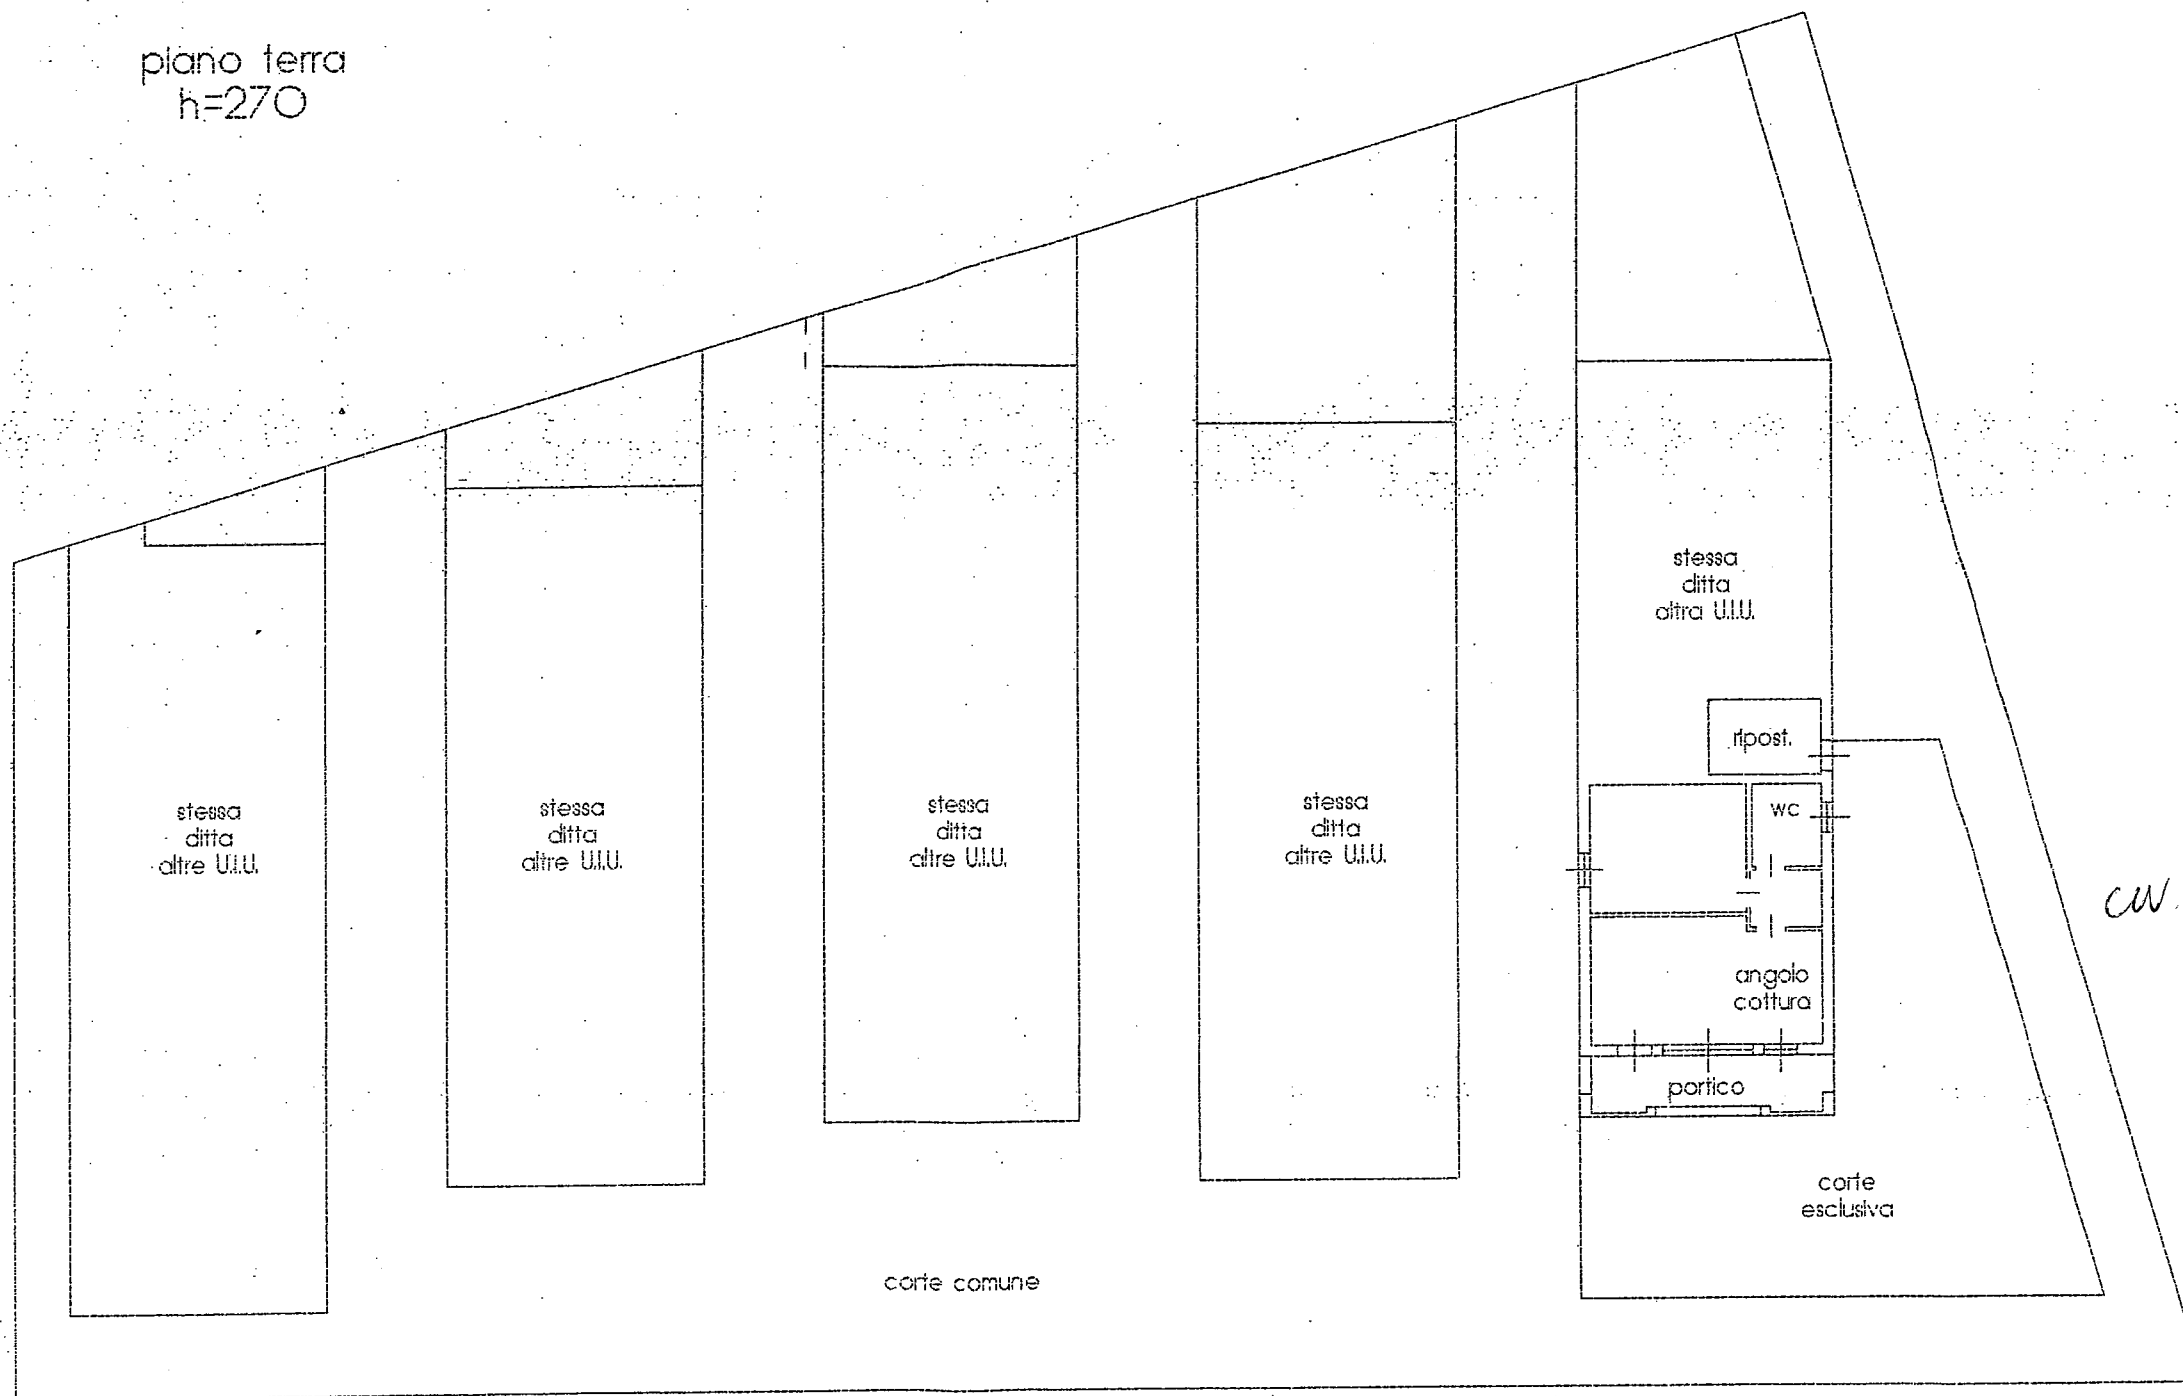 piano terra
h=270
stessa
ditta
altra U.I.U.
ripost.
wc
stessa
ditta
altre U.I.U.
stessa
ditta
altre U.I.U.
stessa
ditta
altre U.I.U.
stessa
ditta
altre U.I.U.
angolo
cottura
portico
corte
esclusiva
corte comune